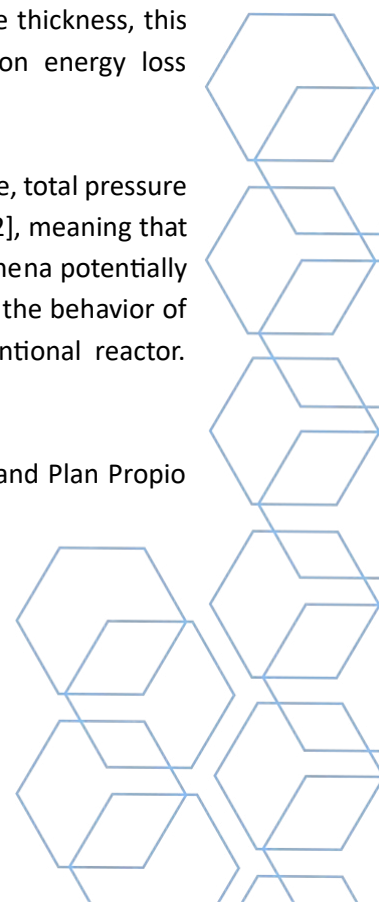 e thickness, this
on energy loss
e, total pressure
2], meaning that
mena potentially
the behavior of
ntional reactor.
and Plan Propio